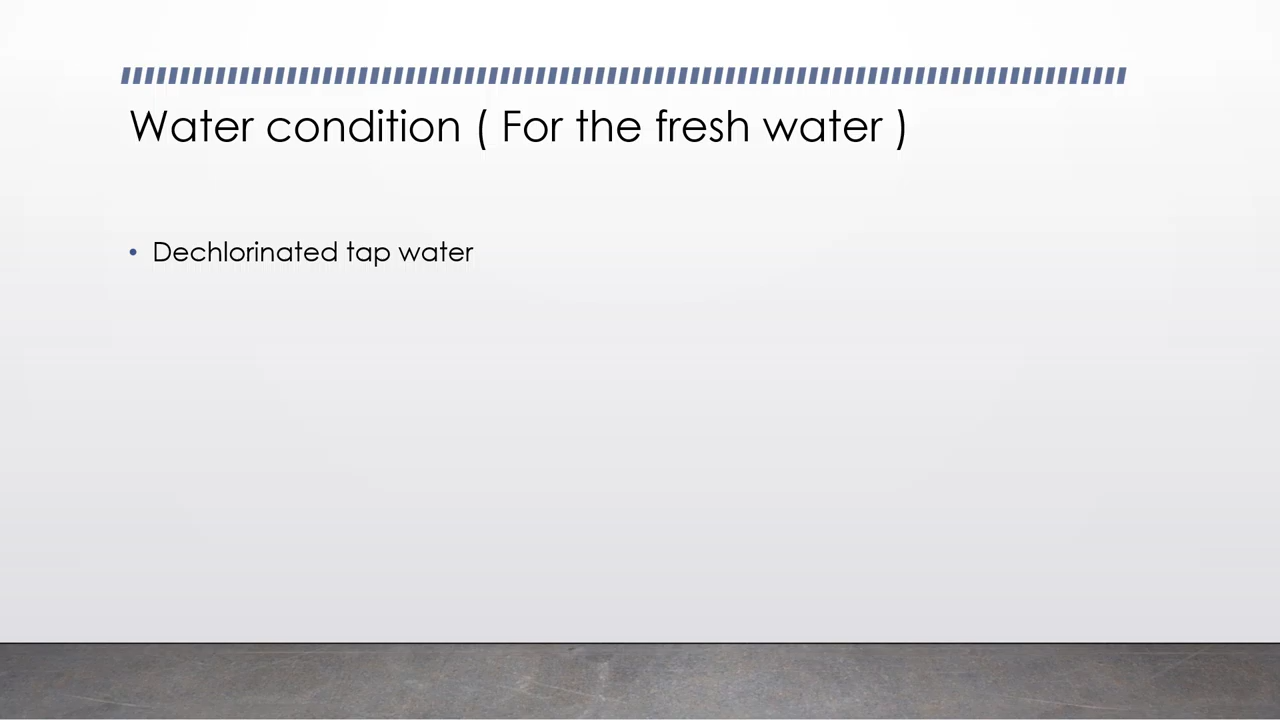 Water condition ( For the fresh water )
• Dechlorinated tap water